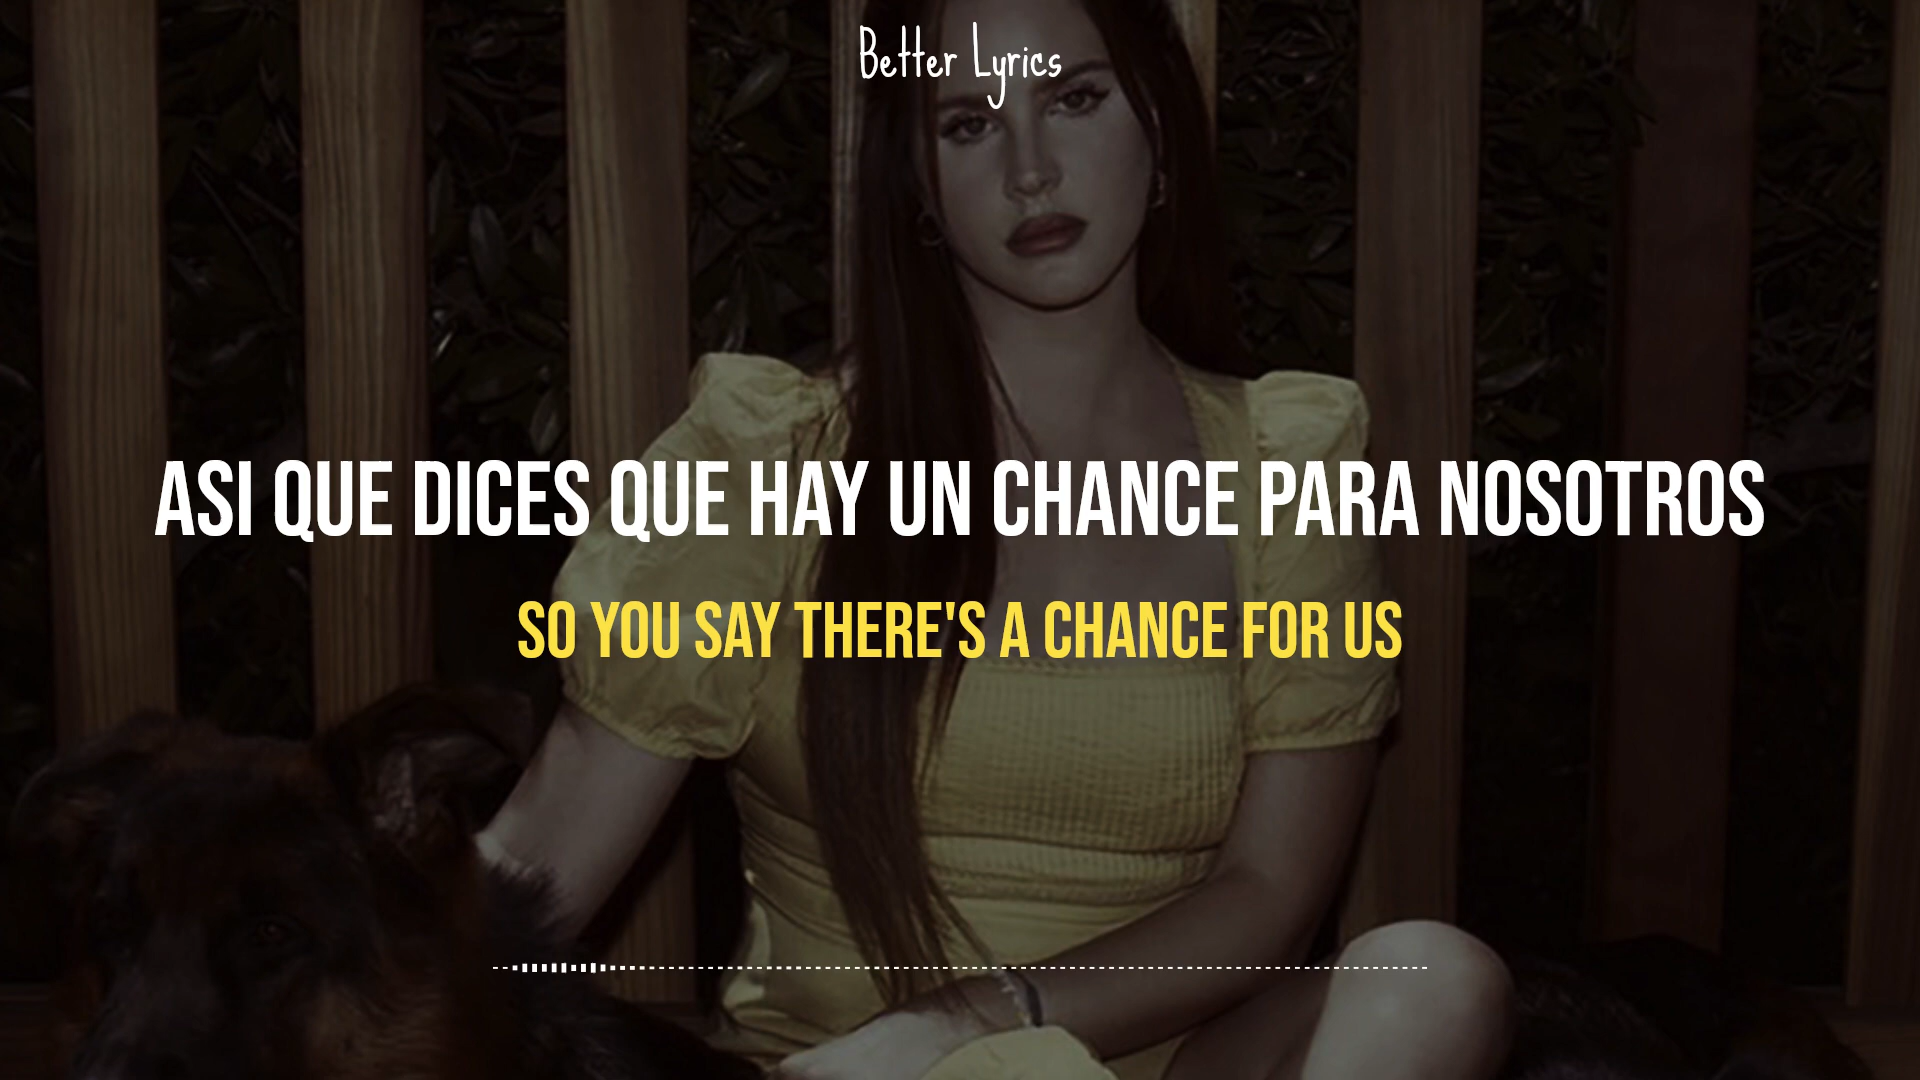 Better Lyrics
ASI QUE DICES QUE HAY UN CHANCE PARA NOSOTROS
SO YOU SAY THERE'S A CHANCE FOR US